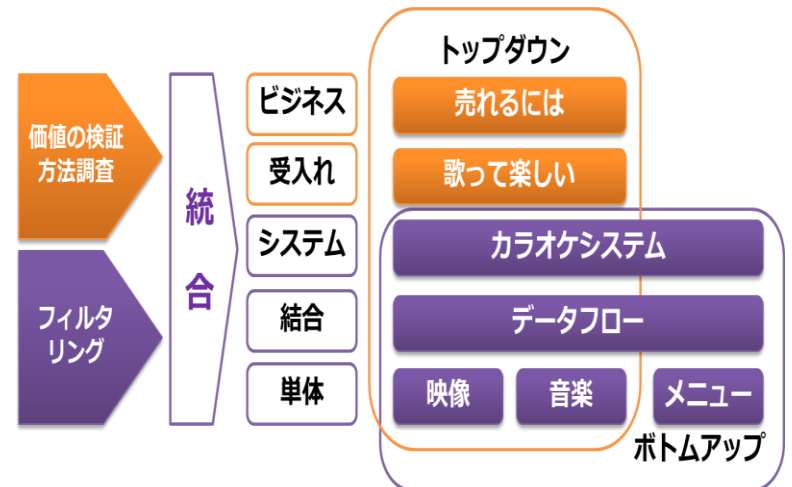 トップダウン
価値の検証
方法調査
フィルタ
リング
統
合
ビジネス
売れるには
受入れ
歌って楽しい
システム
カラオケシステム
結合
データフロー
単体
映像
音楽
メニュー
ボトムアップ